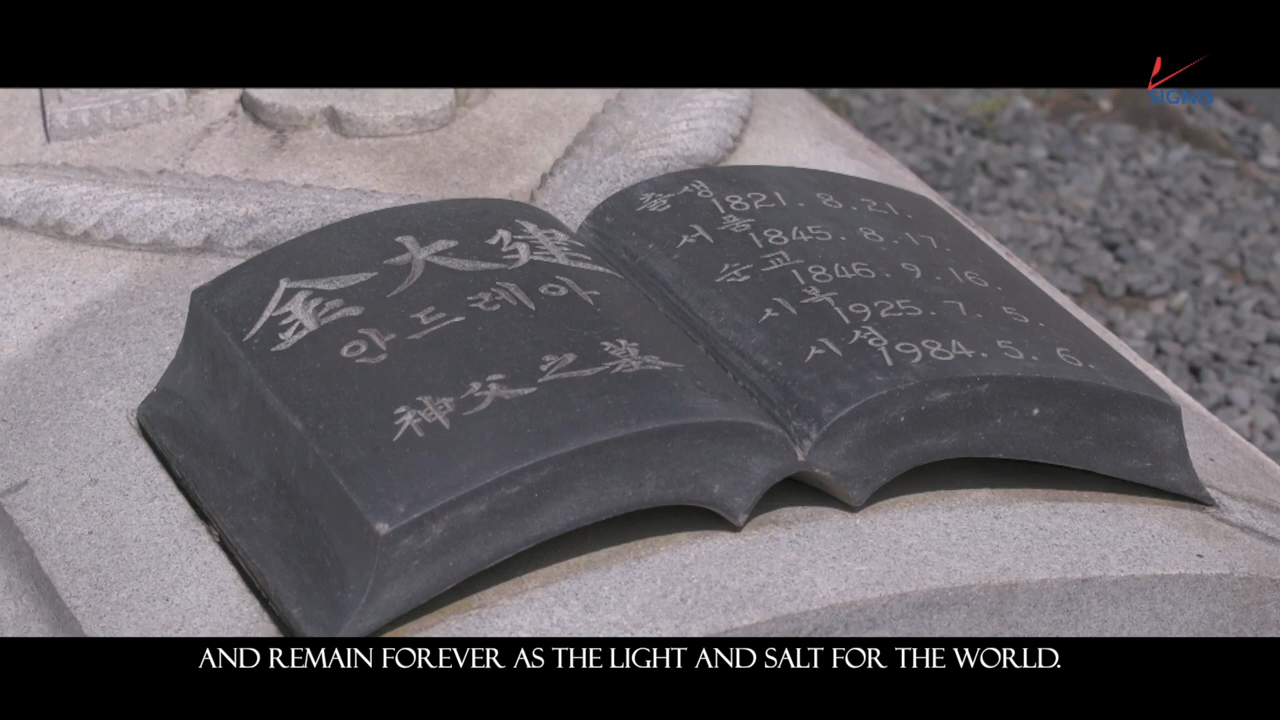 SIGNIS
金大建
안드레아
神父之墓
출생 1821.8.21.
서품 1845.8.17.
순교 1846.9.16.
시복 1925.7.5.
시성 1984.5.6.
AND REMAIN FOREVER AS THE LIGHT AND SALT FOR THE WORLD.